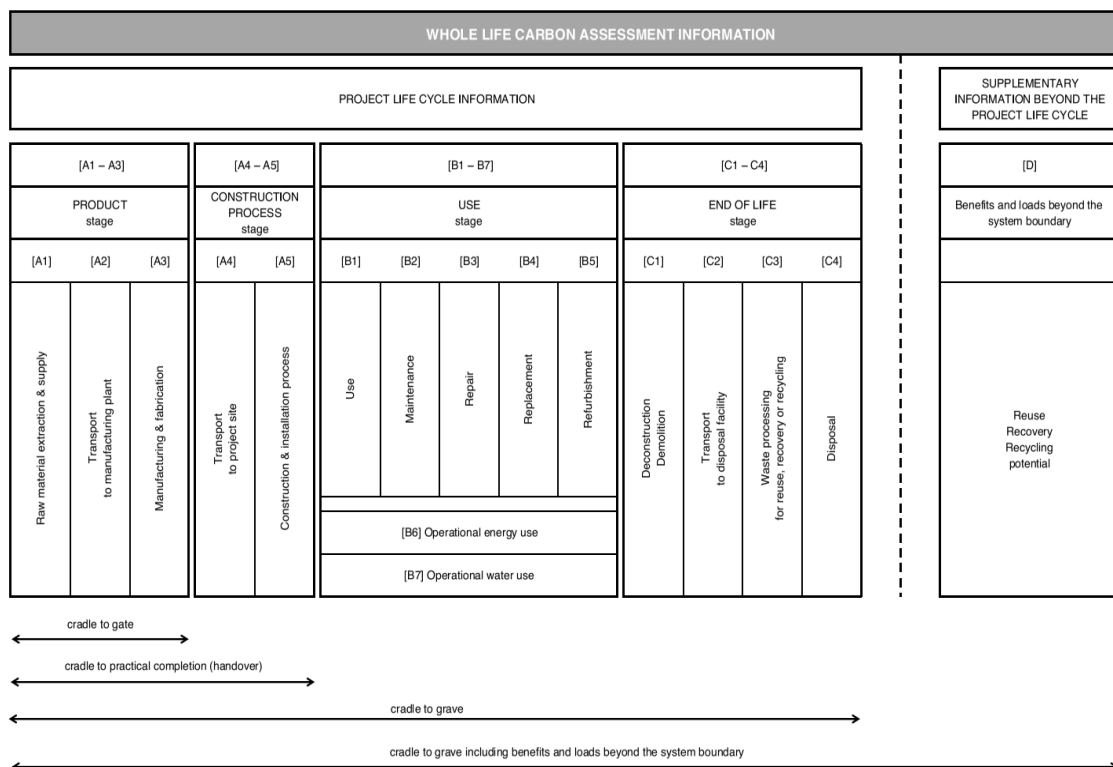 WHOLE LIFE CARBON ASSESSMENT INFORMATION
PROJECT LIFE CYCLE INFORMATION
SUPPLEMENTARY
INFORMATION BEYOND THE
PROJECT LIFE CYCLE
[A1 – A3]
[A4 – A5]
[B1 – B7]
[C1 – C4]
[D]
PRODUCT
stage
CONSTRUCTION
PROCESS
stage
USE
stage
END OF LIFE
stage
Benefits and loads beyond the
system boundary
[A1]
[A2]
[A3]
[A4]
[A5]
[B1]
[B2]
[B3]
[B4]
[B5]
[C1]
[C2]
[C3]
[C4]
Raw material extraction & supply
Transport
to manufacturing plant
Manufacturing & fabrication
Transport
to project site
Construction & installation process
Use
Maintenance
Repair
Replacement
Refurbishment
[B6] Operational energy use
[B7] Operational water use
Deconstruction
Demolition
Transport
to disposal facility
Waste processing
for reuse, recovery or recycling
Disposal
Reuse
Recovery
Recycling
potential
cradle to gate
cradle to practical completion (handover)
cradle to grave
cradle to grave including benefits and loads beyond the system boundary